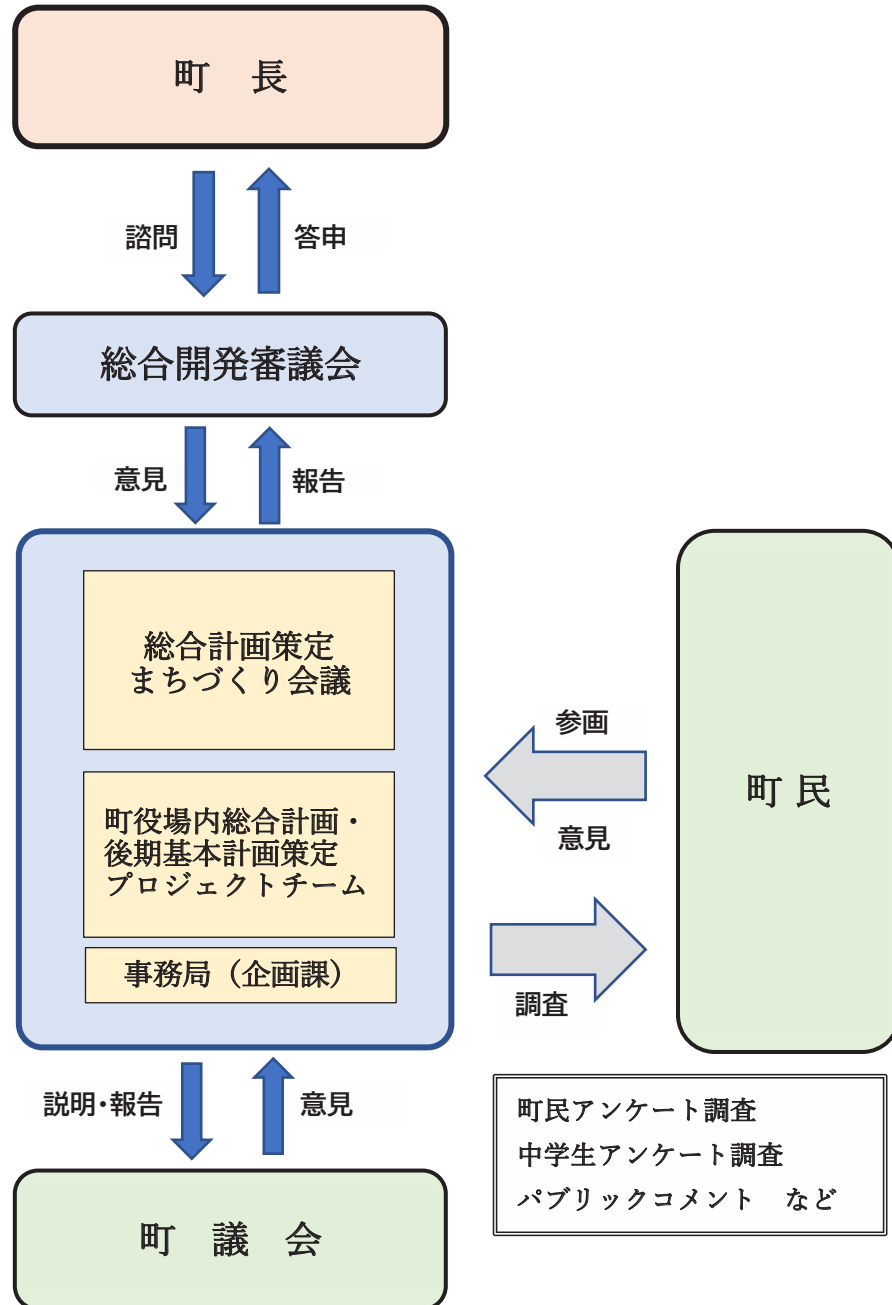 町　長
諮問
答申
総合開発審議会
意見
報告
総合計画策定
まちづくり会議
町役場内総合計画・
後期基本計画策定
プロジェクトチーム
事務局（企画課）
参画
意見
町 民
調査
説明・報告
意見
町　議　会
町民アンケート調査
中学生アンケート調査
パブリックコメント　など